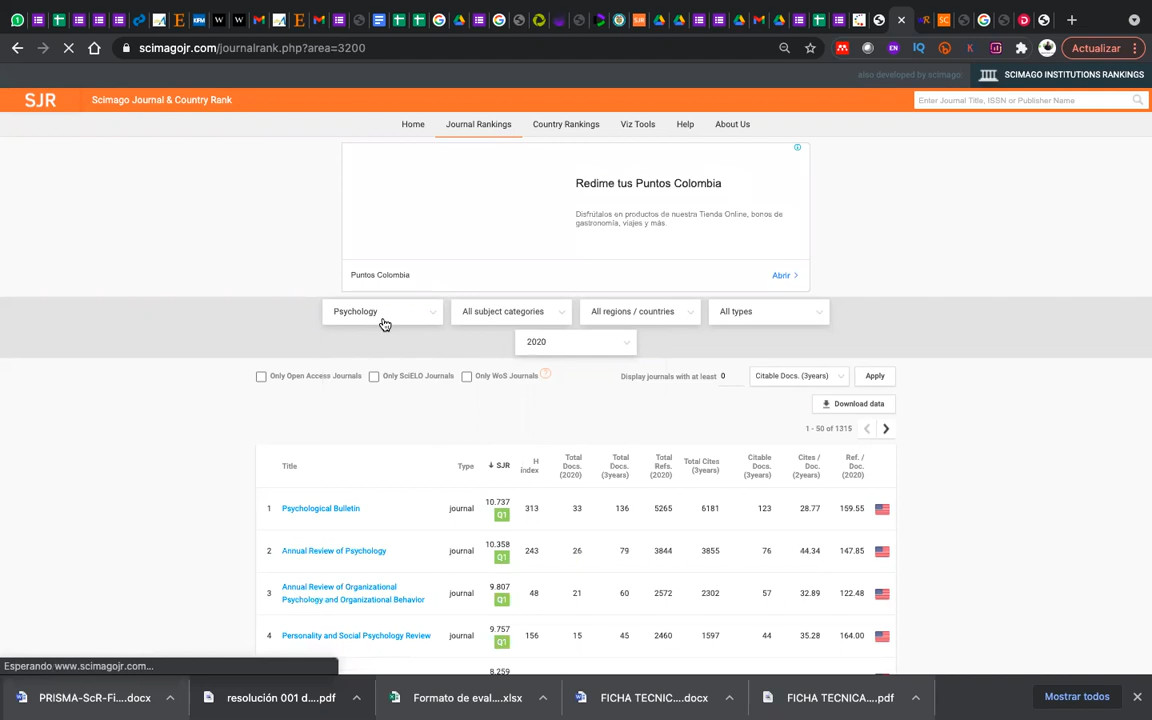 scimagojr.com/journalrank.php?area=3200
Actualizar
also developed by scimago:
SCIMAGO INSTITUTIONS RANKINGS
SJR
Scimago Journal & Country Rank
Enter Journal Title, ISSN or Publisher Name
Home
Journal Rankings
Country Rankings
Viz Tools
Help
About Us
Redime tus Puntos Colombia
Disfrútalos en productos de nuestra Tienda Online, bonos de
gastronomía, viajes y más.
Puntos Colombia
Abrir
Psychology
All subject categories
All regions / countries
All types
2020
Only Open Access Journals
Only SciELO Journals
Only WoS Journals
?
Display journals with at least 0
Citable Docs. (3years)
Apply
Download data
1 - 50 of 1315
Title Type SJR H index Total Docs. (2020) Total Docs. (3years) Total Refs. (2020) Total Cites (3years) Citable Docs. (3years) Cites / Doc. (2years) Ref. / Doc. (2020)
1 Psychological Bulletin journal 10.737 Q1 313 33 136 5265 6181 123 28.77 159.55
2 Annual Review of Psychology journal 10.358 Q1 243 26 79 3844 3855 76 44.34 147.85
3 Annual Review of Organizational
Psychology and Organizational Behavior journal 9.807 Q1 48 21 60 2572 2302 57 32.89 122.48
4 Personality and Social Psychology Review journal 9.757 Q1 156 15 45 2460 1597 44 35.28 164.00
8.259
Esperando www.scimagojr.com...
PRISMA-ScR-Fi....docx
resolución 001 d....pdf
Formato de eval....xlsx
FICHA TECNIC....docx
FICHA TECNICA....pdf
Mostrar todos